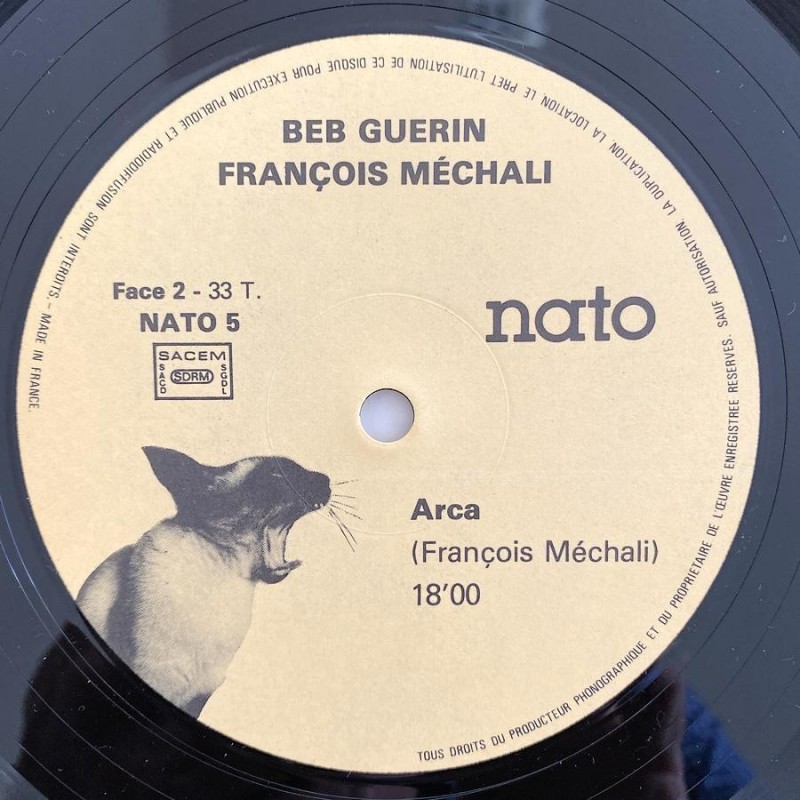 BEB GUERIN
FRANÇOIS MÉCHALI
Face 2 - 33 T.
NATO 5
SACEM
SACD
SDRM
SGDL
nato
Arca
(François Méchali)
18'00
TOUS DROITS DU PRODUCTEUR PHONOGRAPHIQUE ET DU PROPRIETAIRE DE L'ŒUVRE ENREGISTREE RESERVES. SAUF AUTORISATION, LA DUPLICATION, LA LOCATION, LE PRET L'UTILISATION DE CE DISQUE POUR EXECUTION PUBLIQUE ET RADIODIFFUSION SONT INTERDITS. - MADE IN FRANCE.